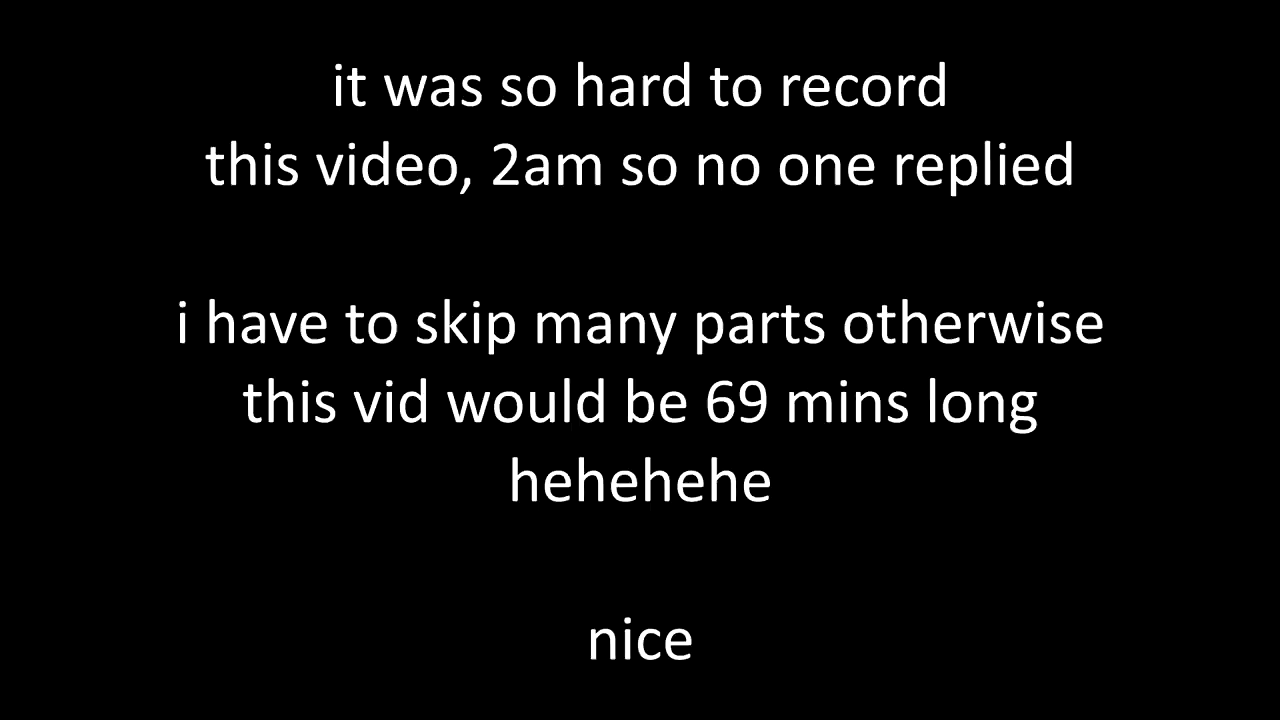 it was so hard to record
this video, 2am so no one replied
i have to skip many parts otherwise
this vid would be 69 mins long
hehehehe
nice